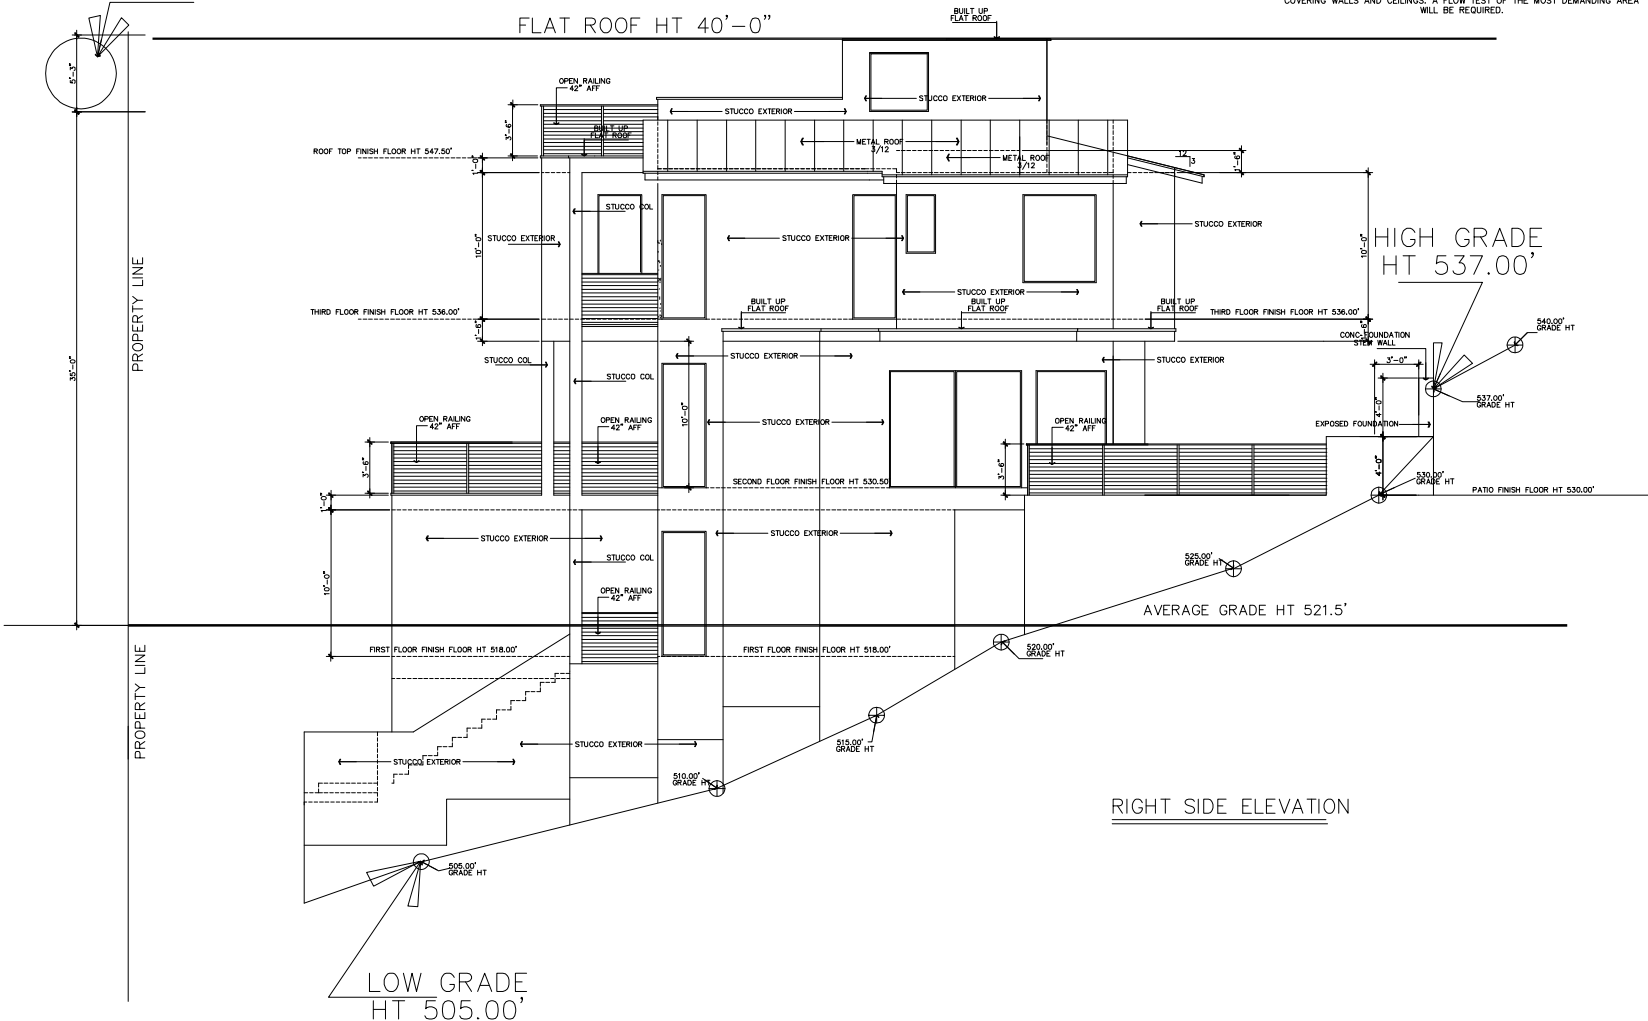 COVERING WALLS AND CEILINGS. A FLOW TEST OF THE MOST DEMANDING AREA
WILL BE REQUIRED.
FLAT ROOF HT 40'-0"
BUILT UP
FLAT ROOF
5'-3"
OPEN RAILING
42" AFF
STUCCO EXTERIOR
STUCCO EXTERIOR
3'-6"
BUILT UP
FLAT ROOF
METAL ROOF
3/12
METAL ROOF
3/12
12
3
1'-6"
ROOF TOP FINISH FLOOR HT 547.50'
1'-0"
STUCCO COL
STUCCO EXTERIOR
STUCCO EXTERIOR
STUCCO EXTERIOR
10'-0"
10'-0"
HIGH GRADE
HT 537.00'
PROPERTY LINE
STUCCO EXTERIOR
BUILT UP
FLAT ROOF
BUILT UP
FLAT ROOF
BUILT UP
FLAT ROOF
THIRD FLOOR FINISH FLOOR HT 536.00'
THIRD FLOOR FINISH FLOOR HT 536.00'
1'-6"
1'-6"
540.00'
GRADE HT
CONC-FOUNDATION
STEM WALL
STUCCO COL
STUCCO EXTERIOR
STUCCO EXTERIOR
3'-0"
35'-0"
STUCCO COL
537.00'
GRADE HT
4'-0"
OPEN RAILING
42" AFF
OPEN RAILING
42" AFF
10'-0"
STUCCO EXTERIOR
OPEN RAILING
42" AFF
EXPOSED FOUNDATION
3'-6"
3'-6"
4'-0"
SECOND FLOOR FINISH FLOOR HT 530.50
530.00'
GRADE HT
PATIO FINISH FLOOR HT 530.00'
1'-0"
STUCCO EXTERIOR
STUCCO EXTERIOR
STUCCO COL
525.00'
GRADE HT
10'-0"
OPEN RAILING
42" AFF
AVERAGE GRADE HT 521.5'
FIRST FLOOR FINISH FLOOR HT 518.00'
FIRST FLOOR FINISH FLOOR HT 518.00'
520.00'
GRADE HT
PROPERTY LINE
STUCCO EXTERIOR
515.00'
GRADE HT
STUCCO EXTERIOR
510.00'
GRADE HT
RIGHT SIDE ELEVATION
505.00'
GRADE HT
LOW GRADE
HT 505.00'